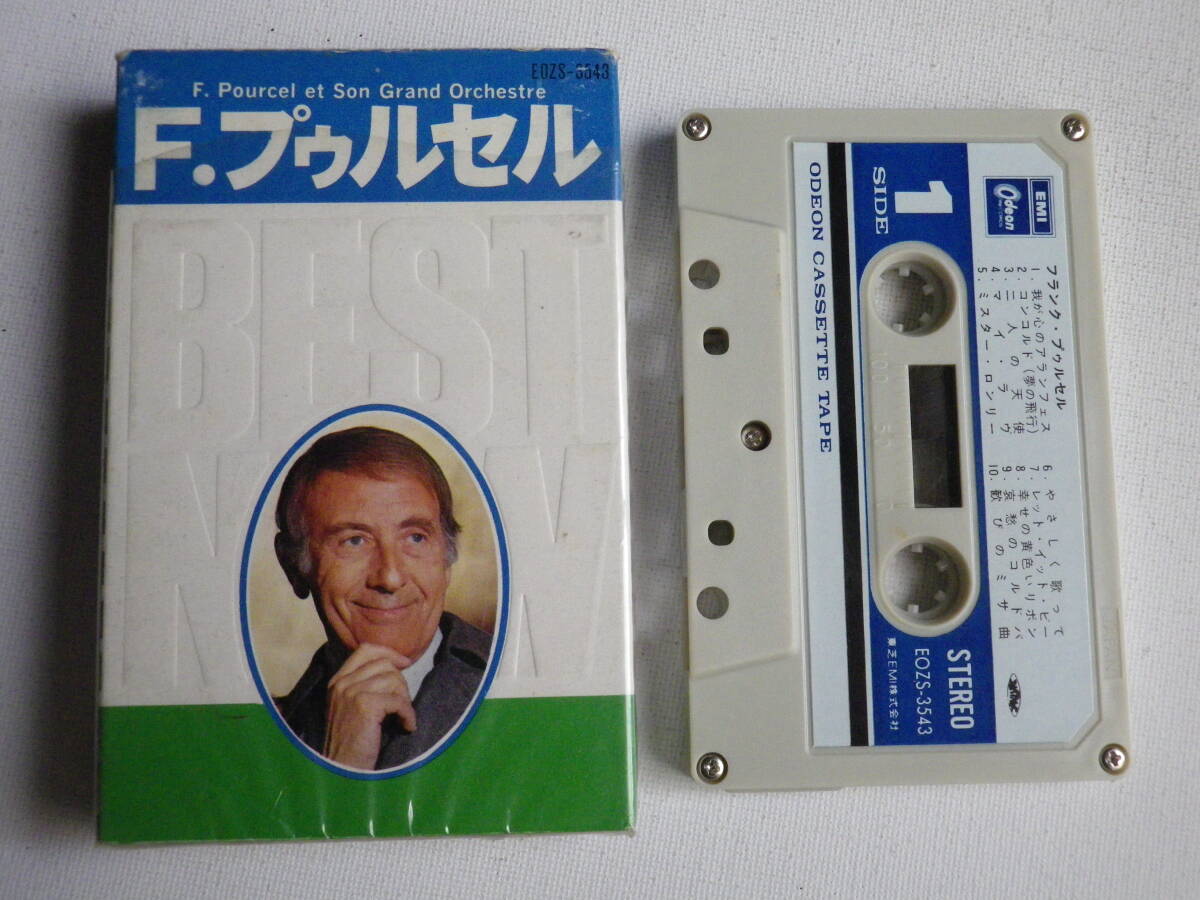 EOZS-3543
F. Pourcel et Son Grand Orchestre
F.プゥルセル
BEST
NOW
EMI
Odeon
1
SIDE
フランク・プゥルセル
1. 我が心のアランフェス
2. コンコルド(夢の飛行)
3. 二人の天使
4. マイ・ラヴ
5. ミスター・ロンリー
6. やさしく歌って
7. レット・イット・ビー
8. 幸せの黄色いリボン
9. 哀愁のコルドバ
10. 歓びのミサ曲
STEREO
EOZS-3543
東芝EMI株式会社
ODEON CASSETTE TAPE
100 50